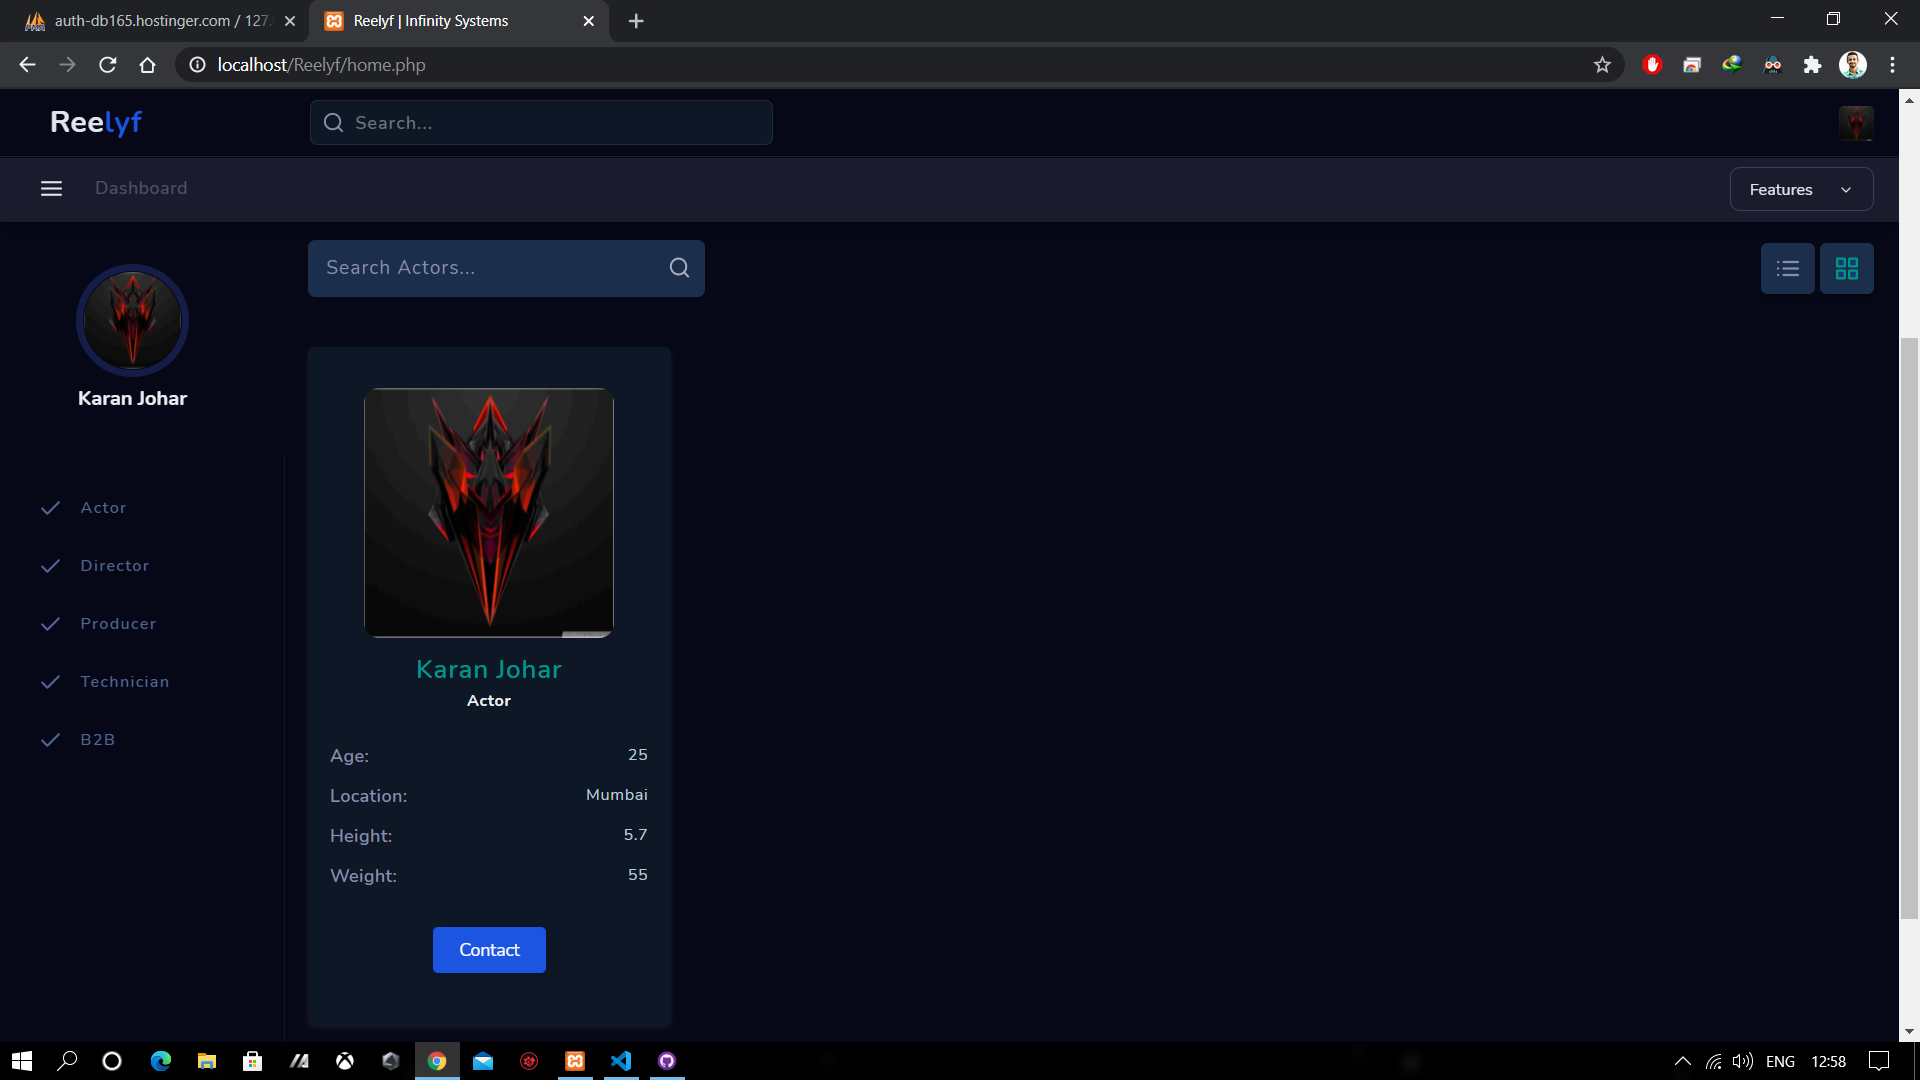 auth-db165.hostinger.com / 127.
Reelyf | Infinity Systems
localhost/Reelyf/home.php
Reelyf
Search...
Dashboard
Features
Search Actors...
Karan Johar
Actor
Director
Producer
Technician
B2B
Karan Johar
Actor
Age: 25
Location: Mumbai
Height: 5.7
Weight: 55
Contact
ENG 12:58